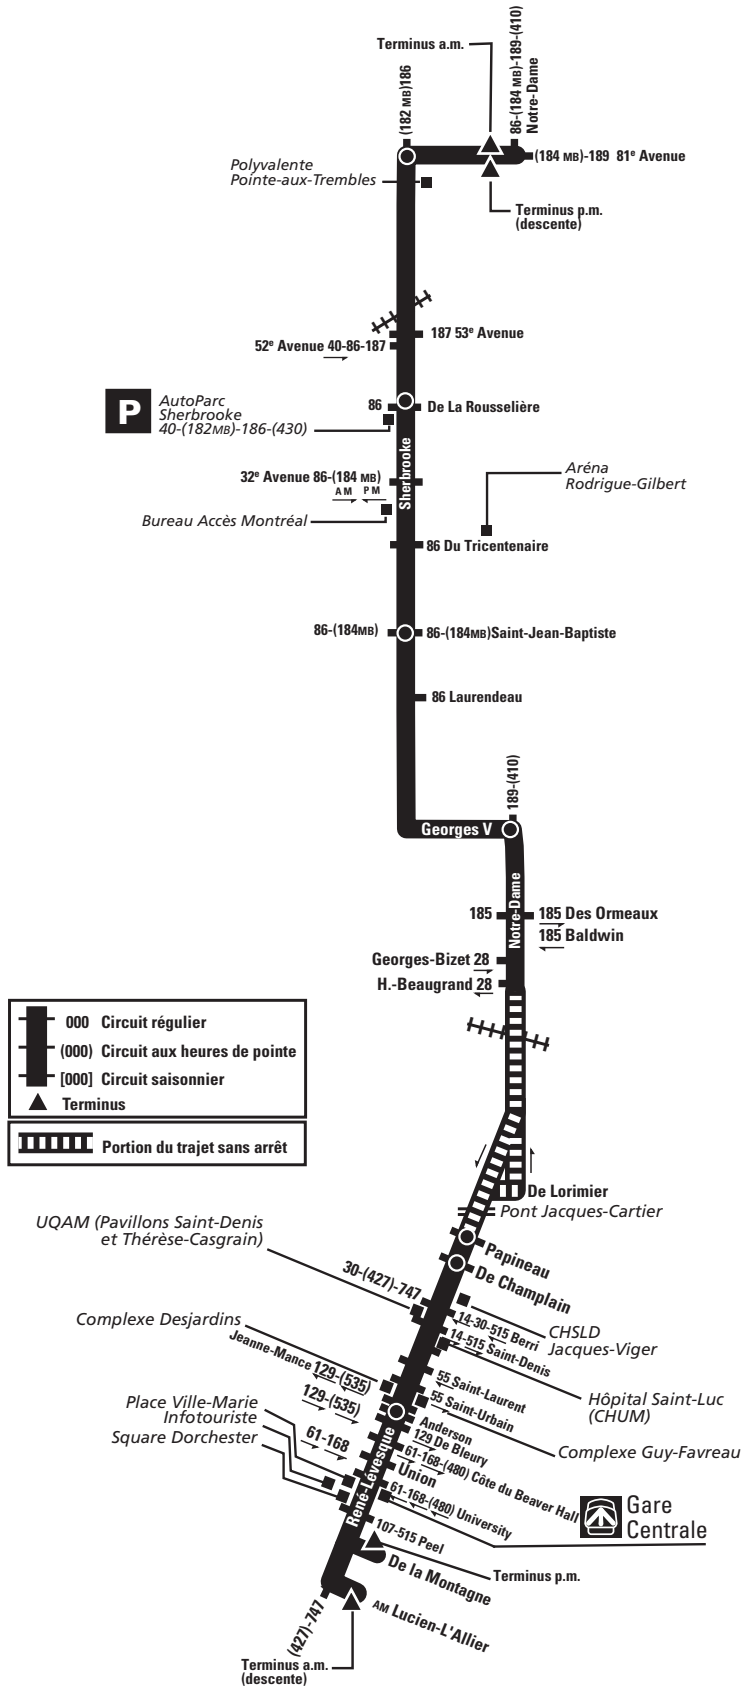 Terminus a.m.
(182 MB)186
86-(184 MB)-189-(410)
Notre-Dame
(184 MB)-189 81e Avenue
Polyvalente
Pointe-aux-Trembles
Terminus p.m.
(descente)
187 53e Avenue
52e Avenue 40-86-187
P
AutoParc
Sherbrooke
40-(182MB)-186-(430)
86
De La Rousselière
Sherbrooke
32e Avenue 86-(184 MB)
AM PM
Aréna
Rodrigue-Gilbert
Bureau Accès Montréal
86 Du Tricentenaire
86-(184MB)
86-(184MB)Saint-Jean-Baptiste
86 Laurendeau
189-(410)
Georges V
Notre-Dame
185
185 Des Ormeaux
185 Baldwin
Georges-Bizet 28
H.-Beaugrand 28
000 Circuit régulier
(000) Circuit aux heures de pointe
[000] Circuit saisonnier
Terminus
Portion du trajet sans arrêt
De Lorimier
Pont Jacques-Cartier
UQAM (Pavillons Saint-Denis
et Thérèse-Casgrain)
Papineau
De Champlain
30-(427)-747
14-30-515 Berri
CHSLD
Jacques-Viger
14-515 Saint-Denis
Complexe Desjardins
Jeanne-Mance 129-(535)
129-(535)
55 Saint-Laurent
55 Saint-Urbain
Hôpital Saint-Luc
(CHUM)
Place Ville-Marie
Infotouriste
Square Dorchester
61-168
Anderson
129 De Bleury
61-168-(480) Côte du Beaver Hall
Complexe Guy-Favreau
René-Lévesque
Union
61-168-(480) University
Gare
Centrale
107-515 Peel
De la Montagne
Terminus p.m.
AM Lucien-L'Allier
(427)-747
Terminus a.m.
(descente)